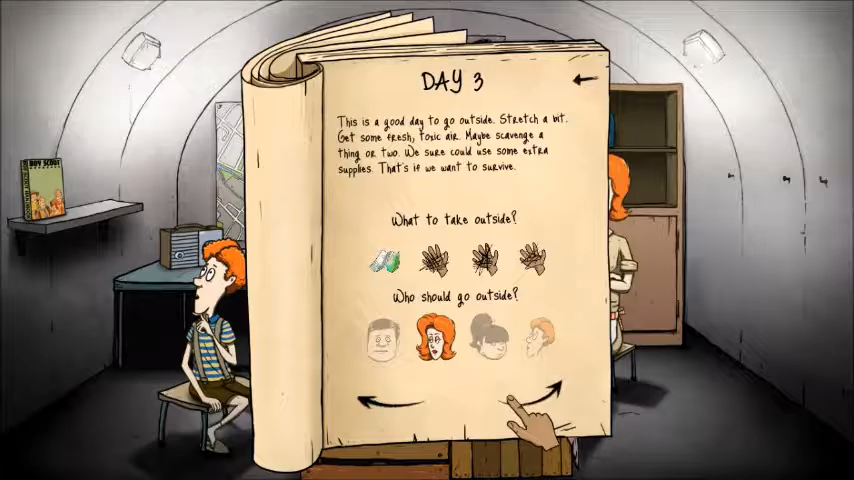 DAY 3
This is a good day to go outside. Stretch a bit.
Get some fresh, toxic air. Maybe scavenge a
thing or two. We sure could use some extra
supplies. That's if we want to survive.
What to take outside?
Who should go outside?
BOY SCOUT